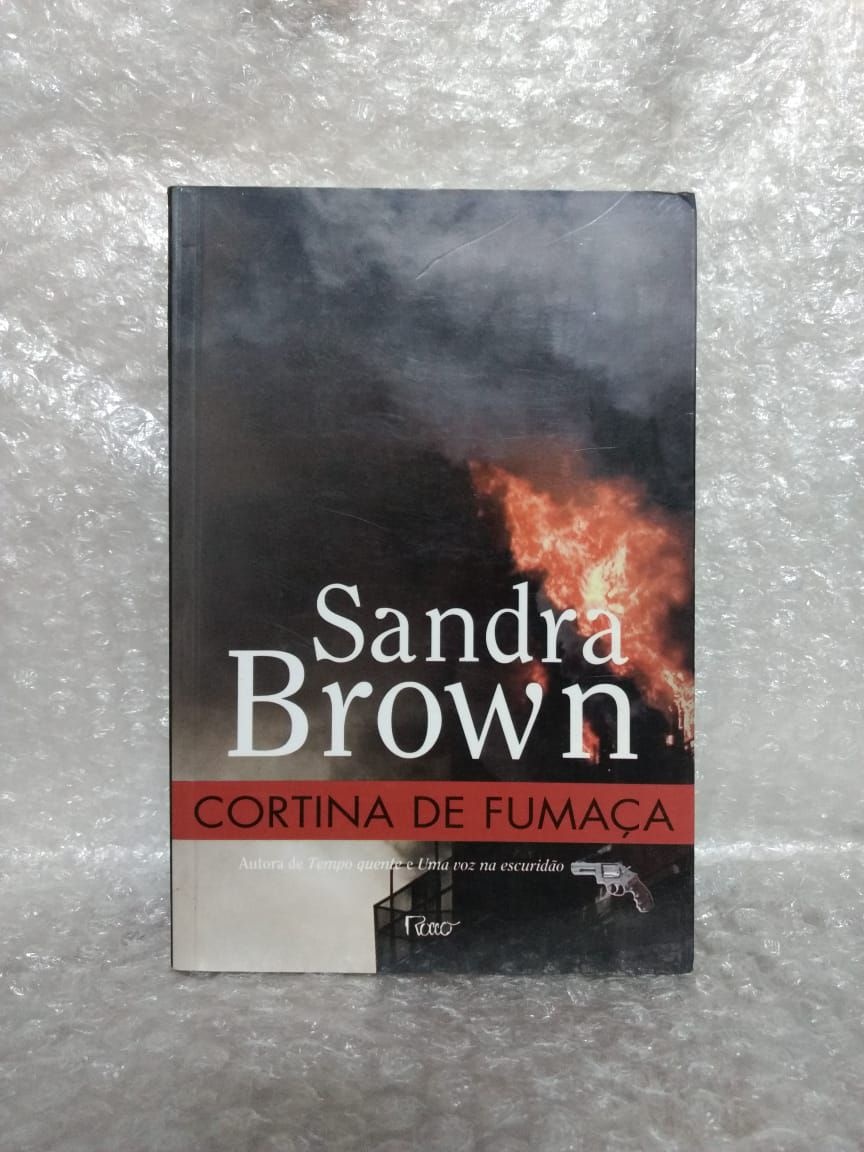 Sandra
Brown
CORTINA DE FUMAÇA
Autora de Tempo quente e Uma voz na escuridão
Rocco